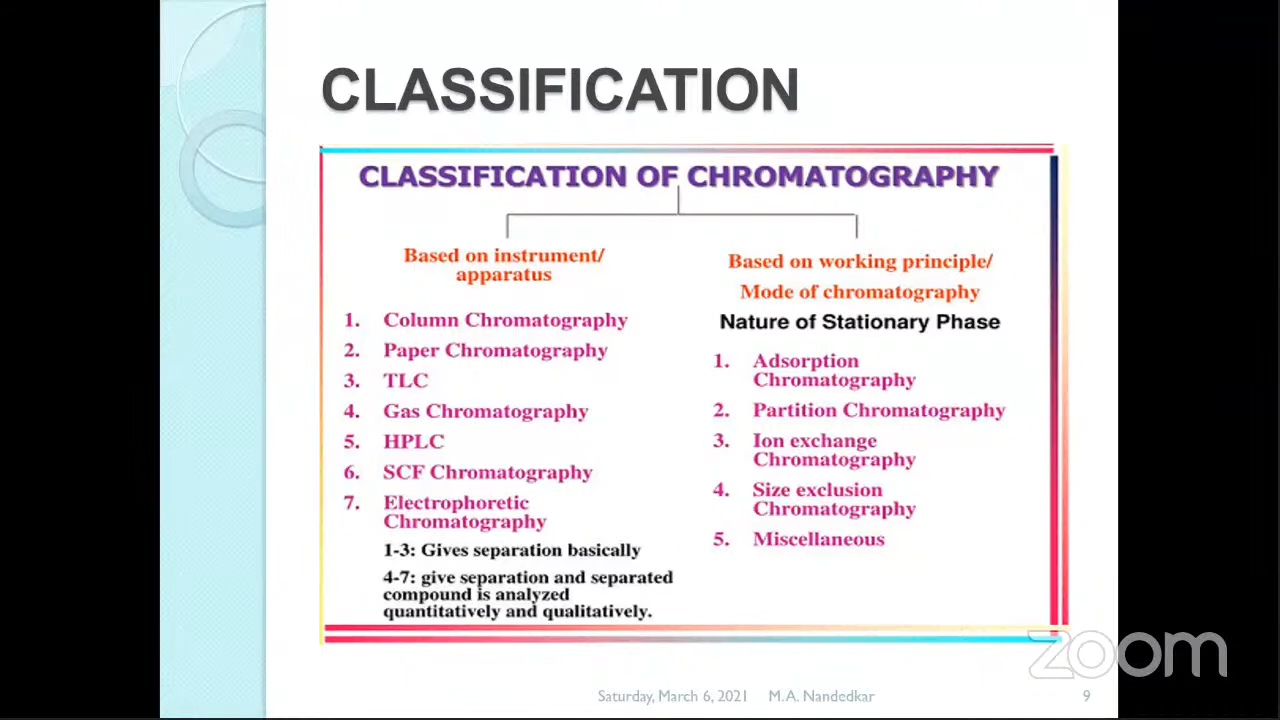 CLASSIFICATION
CLASSIFICATION OF CHROMATOGRAPHY
Based on instrument/
apparatus
1. Column Chromatography
2. Paper Chromatography
3. TLC
4. Gas Chromatography
5. HPLC
6. SCF Chromatography
7. Electrophoretic
Chromatography
1-3: Gives separation basically
4-7: give separation and separated
compound is analyzed
quantitatively and qualitatively.
Based on working principle/
Mode of chromatography
Nature of Stationary Phase
1. Adsorption
Chromatography
2. Partition Chromatography
3. Ion exchange
Chromatography
4. Size exclusion
Chromatography
5. Miscellaneous
zoom
Saturday, March 6, 2021 M.A. Nandedkar 9